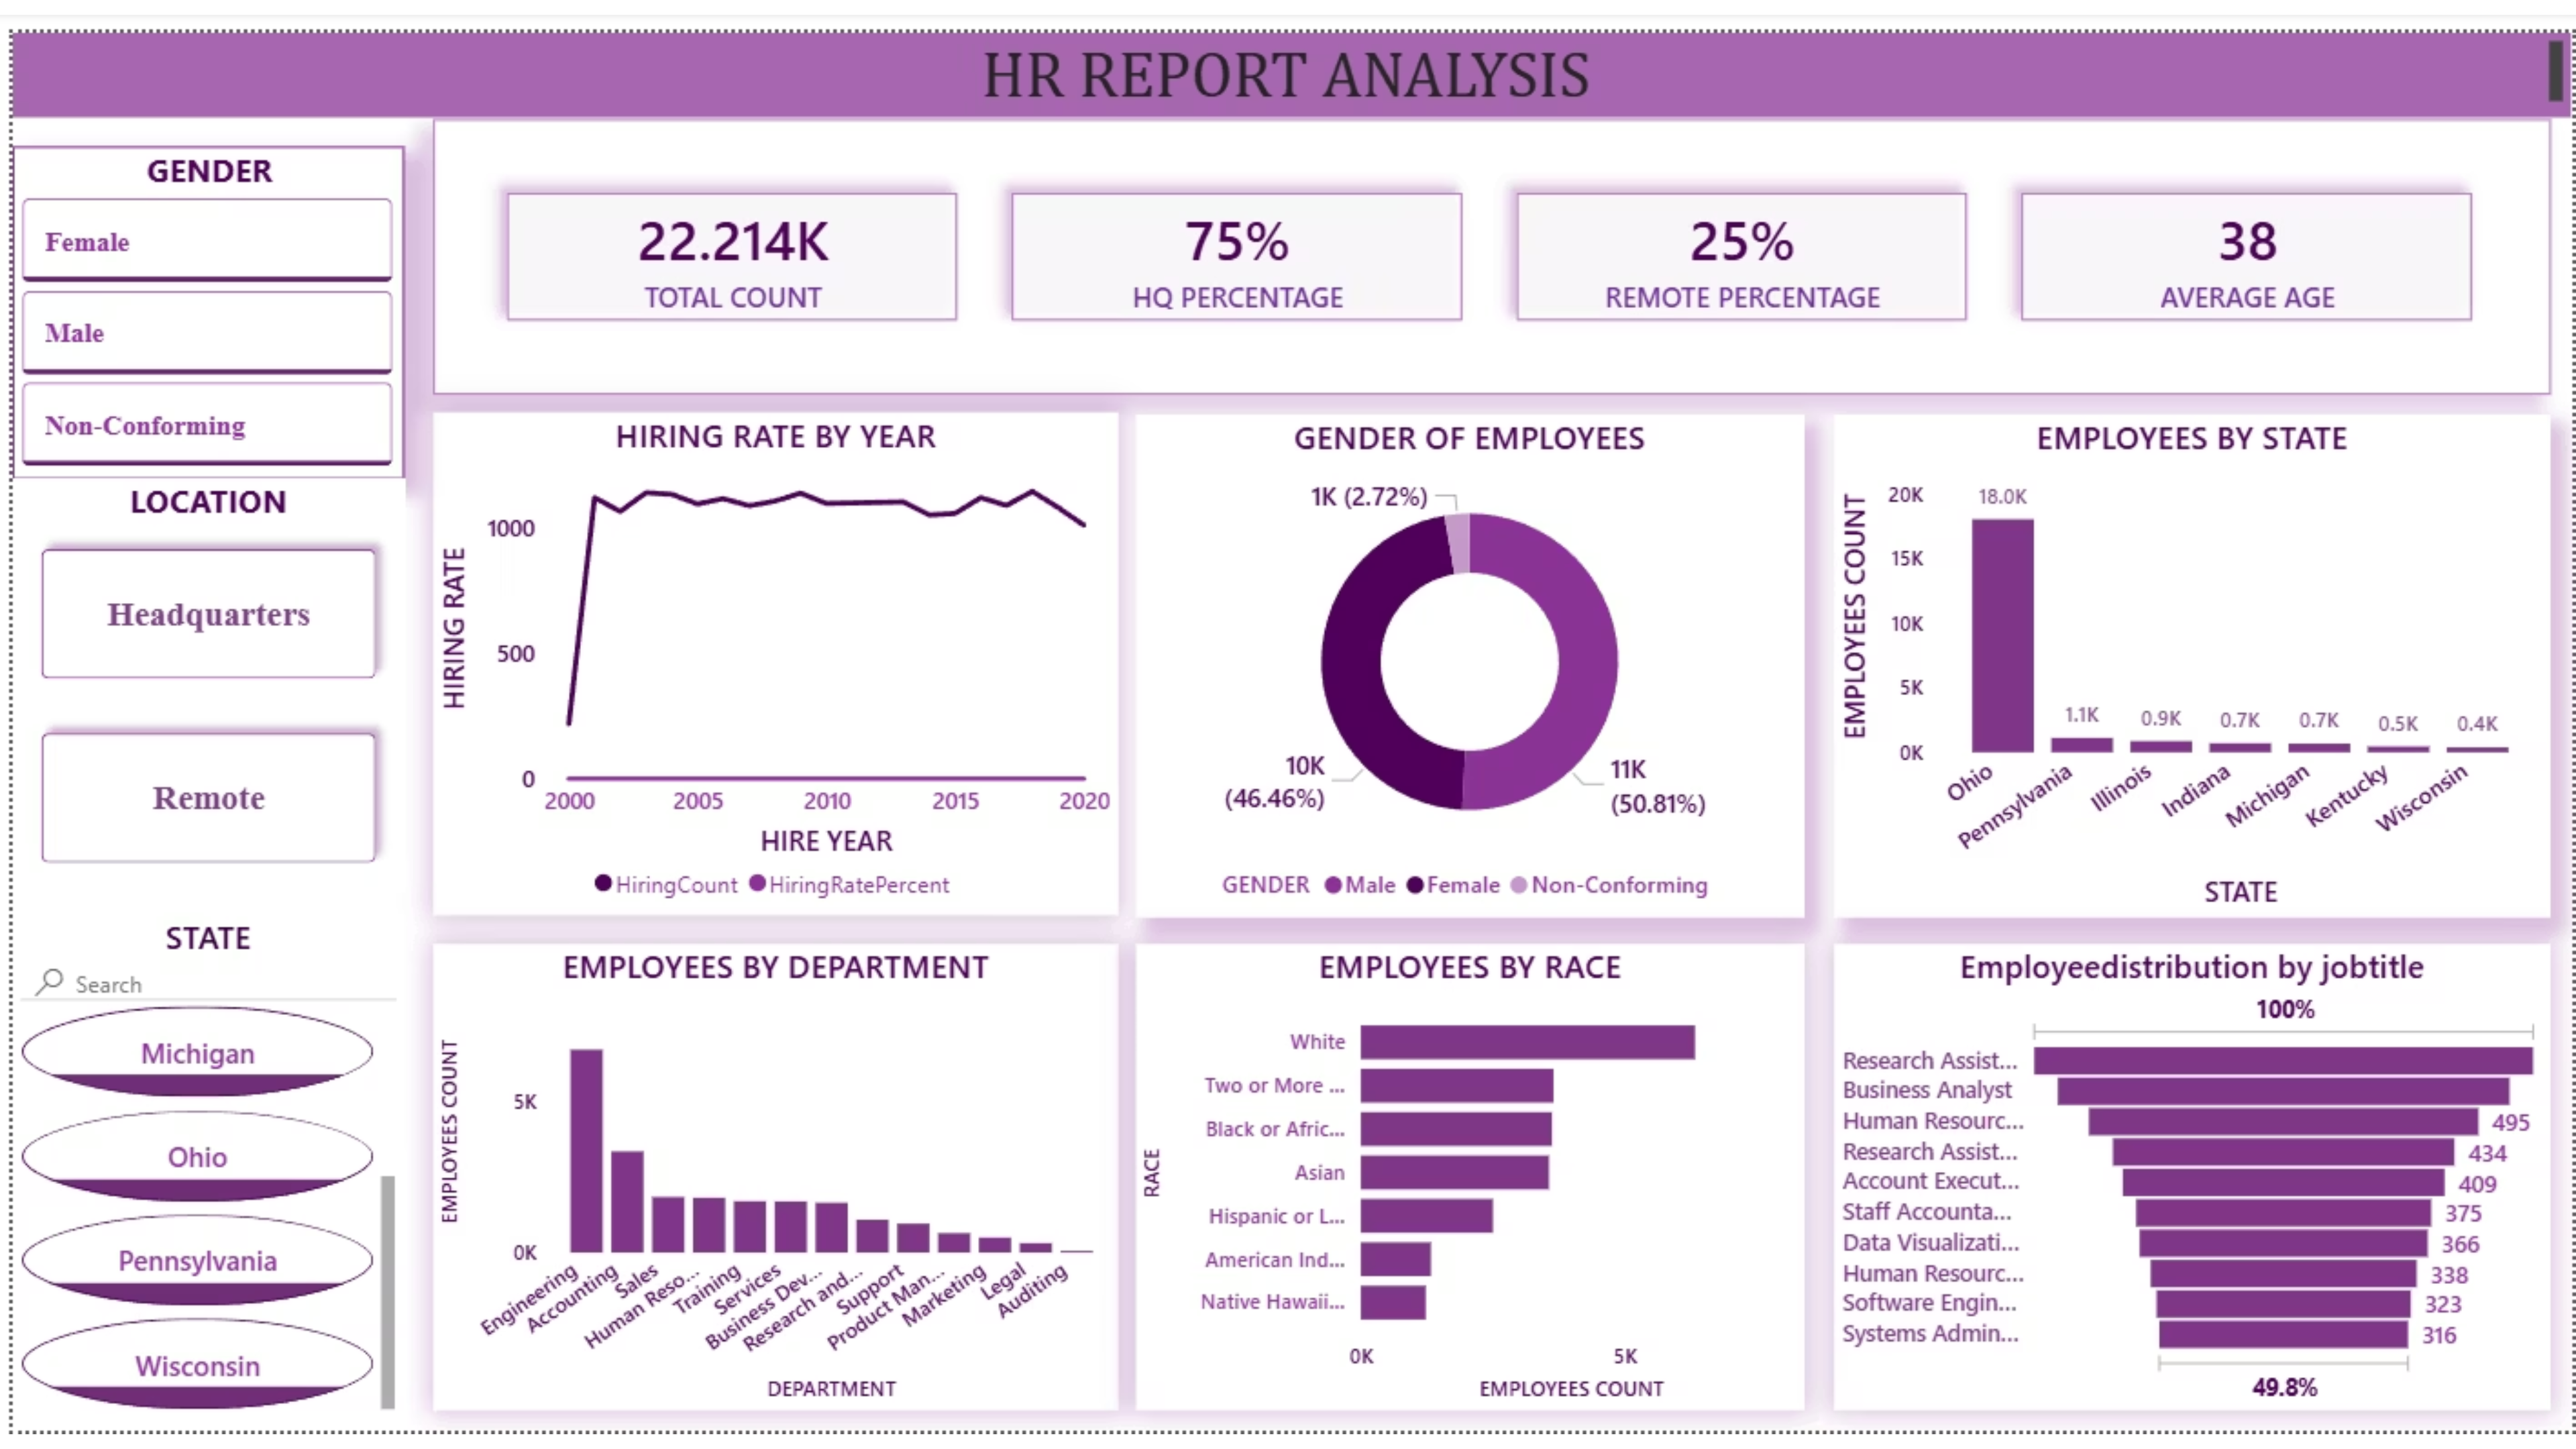 HR REPORT ANALYSIS
GENDER
Female
Male
Non-Conforming
LOCATION
Headquarters
Remote
STATE
Search
Michigan
Ohio
Pennsylvania
Wisconsin
22.214K
TOTAL COUNT
75%
HQ PERCENTAGE
25%
REMOTE PERCENTAGE
38
AVERAGE AGE
HIRING RATE BY YEAR
HIRING RATE
1000
500
0
2000 2005 2010 2015 2020
HIRE YEAR
HiringCount HiringRatePercent
GENDER OF EMPLOYEES
1K (2.72%)
10K
(46.46%)
11K
(50.81%)
GENDER Male Female Non-Conforming
EMPLOYEES BY STATE
EMPLOYEES COUNT
20K
15K
10K
5K
0K
18.0K 1.1K 0.9K 0.7K 0.7K 0.5K 0.4K
Ohio Pennsylvania Illinois Indiana Michigan Kentucky Wisconsin
STATE
EMPLOYEES BY DEPARTMENT
EMPLOYEES COUNT
5K
0K
Engineering Accounting Sales Human Reso... Training Services Business Dev... Research and... Support Product Man... Marketing Legal Auditing
DEPARTMENT
EMPLOYEES BY RACE
RACE
White
Two or More ...
Black or Afric...
Asian
Hispanic or L...
American Ind...
Native Hawaii...
0K 5K
EMPLOYEES COUNT
Employeedistribution by jobtitle
100%
Research Assist...
Business Analyst
Human Resourc... 495
Research Assist... 434
Account Execut... 409
Staff Accounta... 375
Data Visualizati... 366
Human Resourc... 338
Software Engin... 323
Systems Admin... 316
49.8%